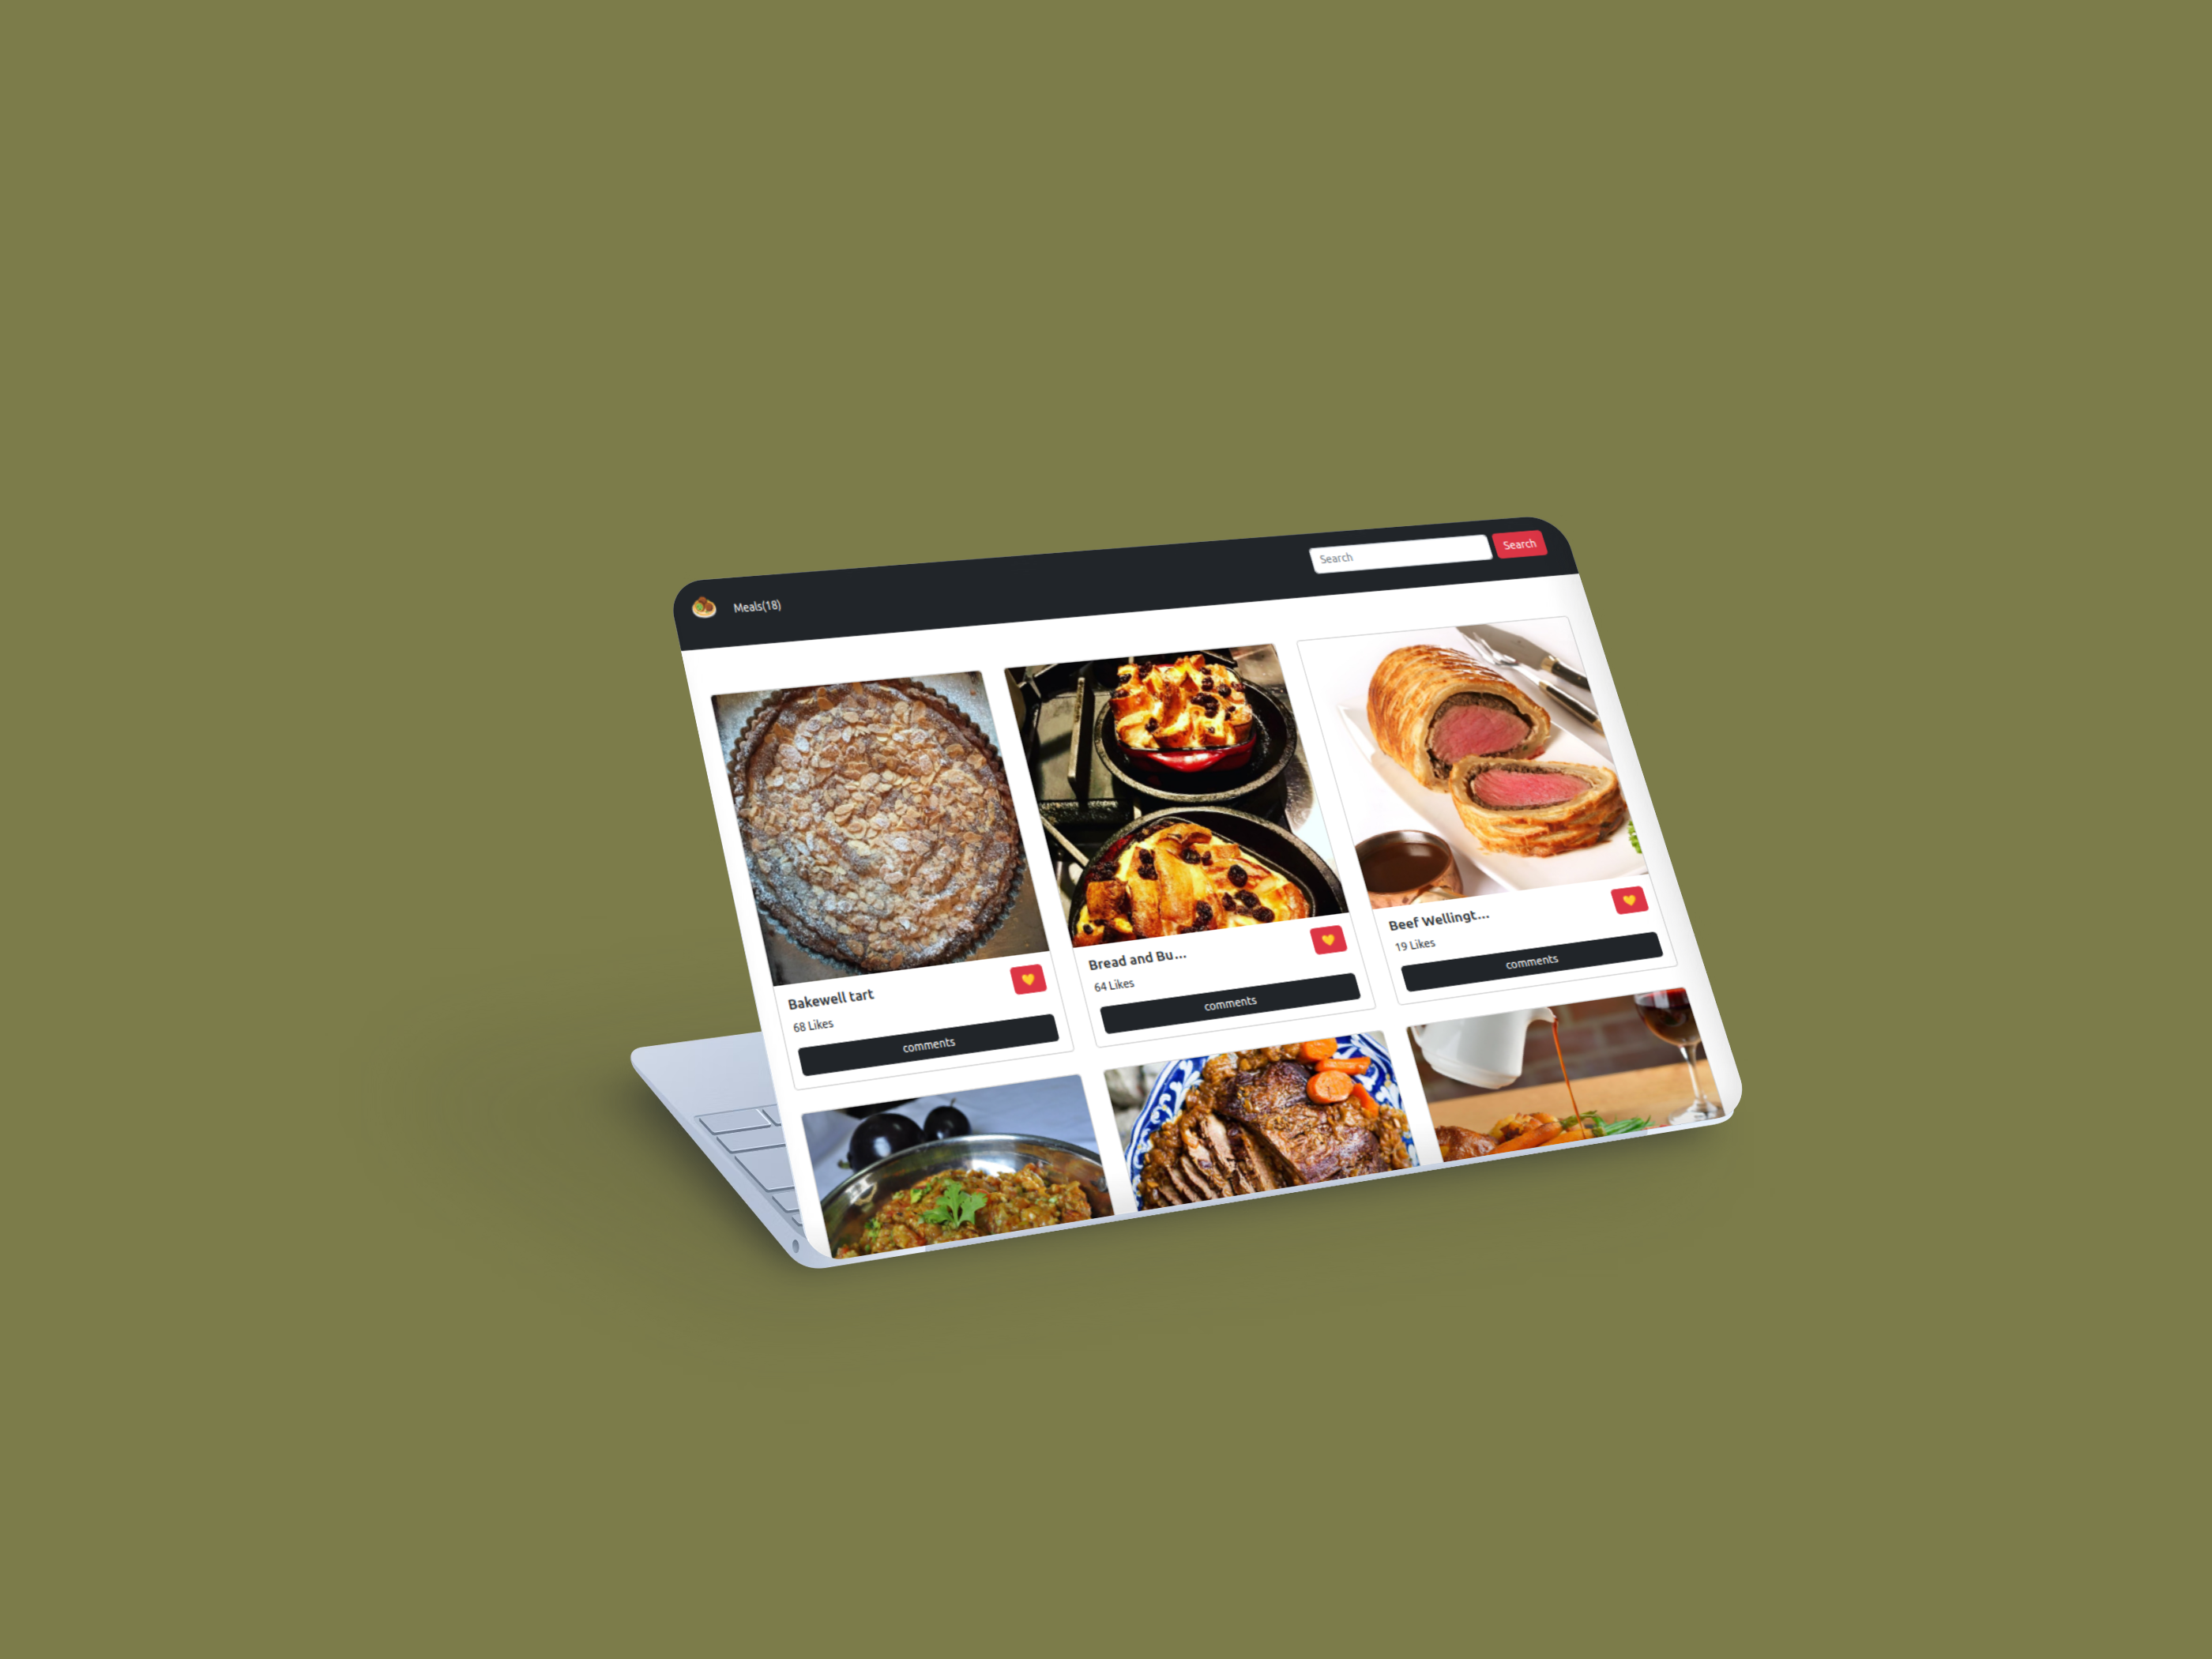 Meals(18)
Search
Search
Bakewell tart
68 Likes
comments
Bread and Bu...
64 Likes
comments
Beef Wellingt...
19 Likes
comments